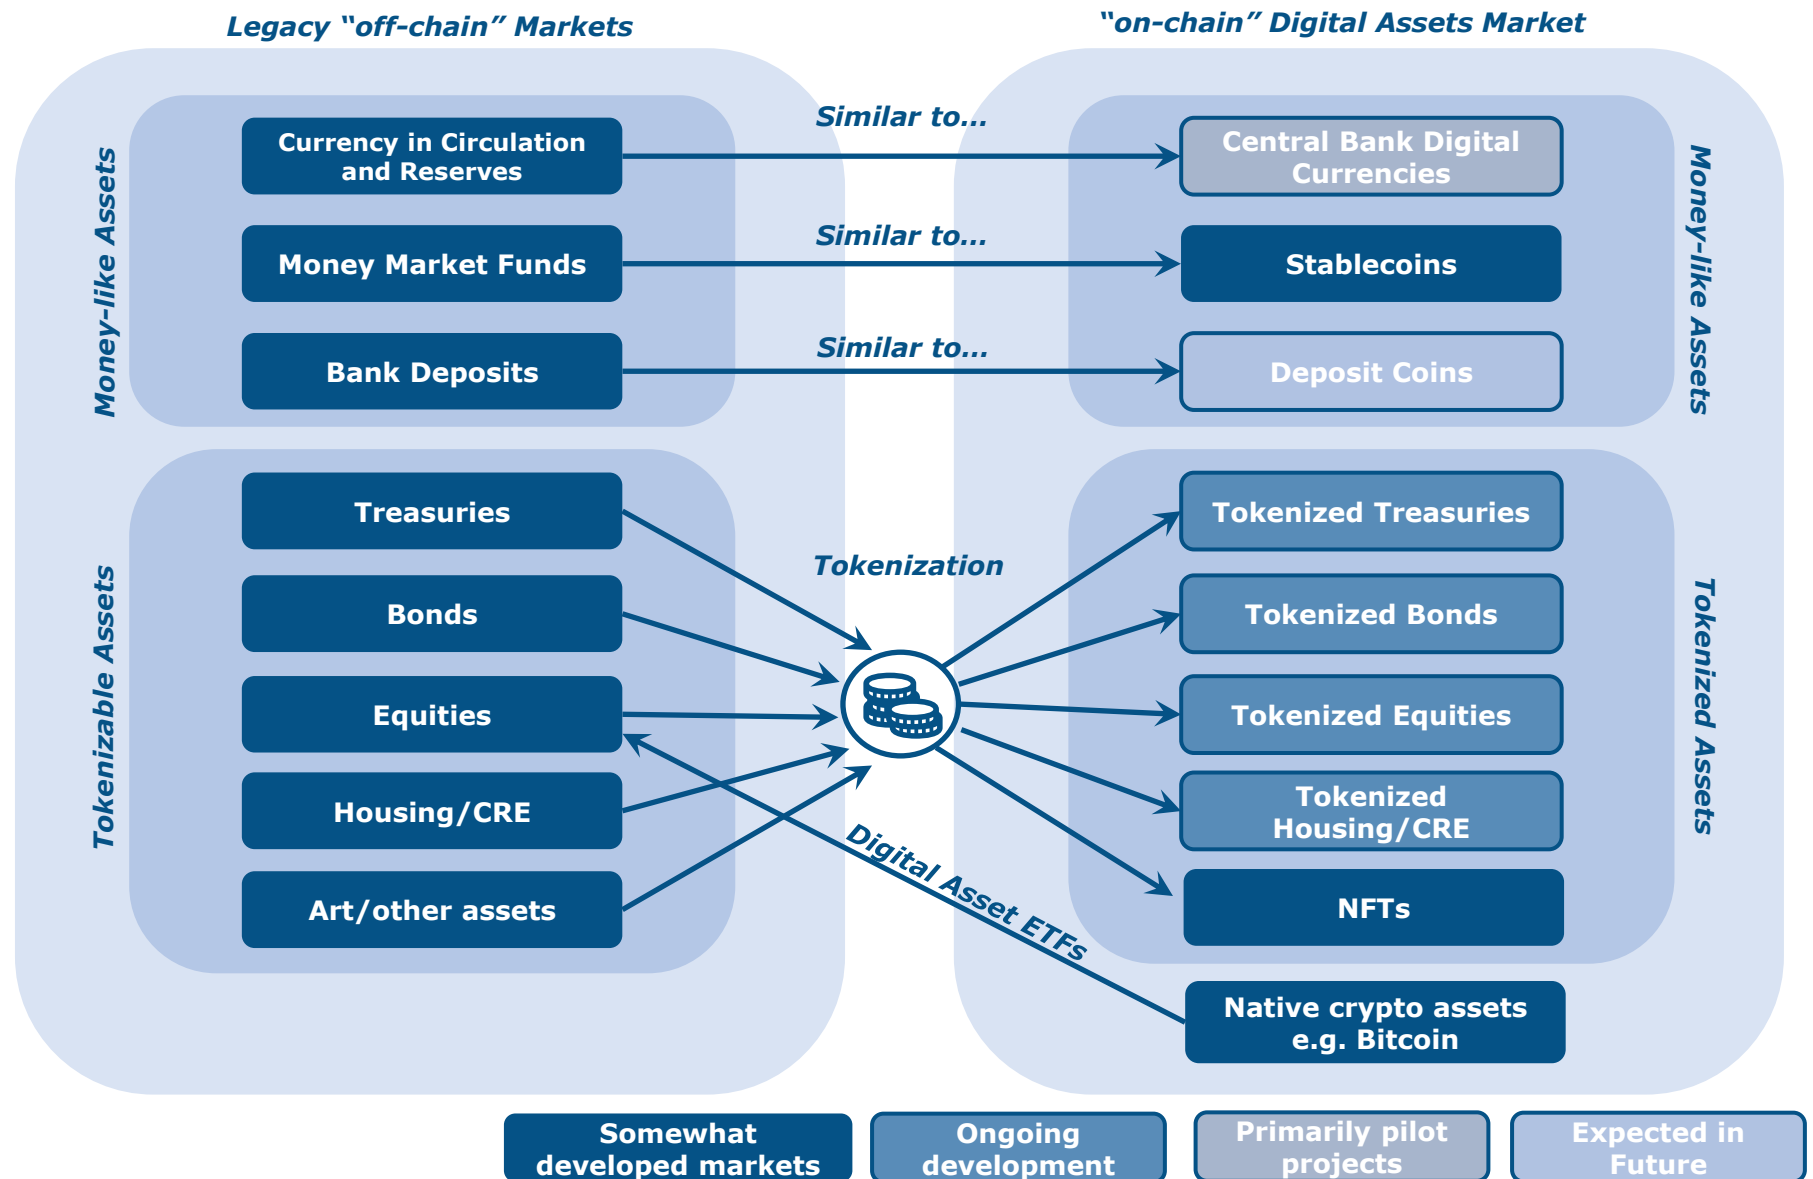 Legacy “off-chain” Markets
“on-chain” Digital Assets Market
Money-like Assets
Currency in Circulation
and Reserves
Similar to...
Central Bank Digital
Currencies
Money-like Assets
Money Market Funds
Similar to...
Stablecoins
Bank Deposits
Similar to...
Deposit Coins
Tokenizable Assets
Treasuries
Bonds
Equities
Housing/CRE
Art/other assets
Tokenization
Digital Asset ETFs
Tokenized Treasuries
Tokenized Bonds
Tokenized Equities
Tokenized
Housing/CRE
NFTs
Tokenized Assets
Native crypto assets
e.g. Bitcoin
Somewhat
developed markets
Ongoing
development
Primarily pilot
projects
Expected in
Future